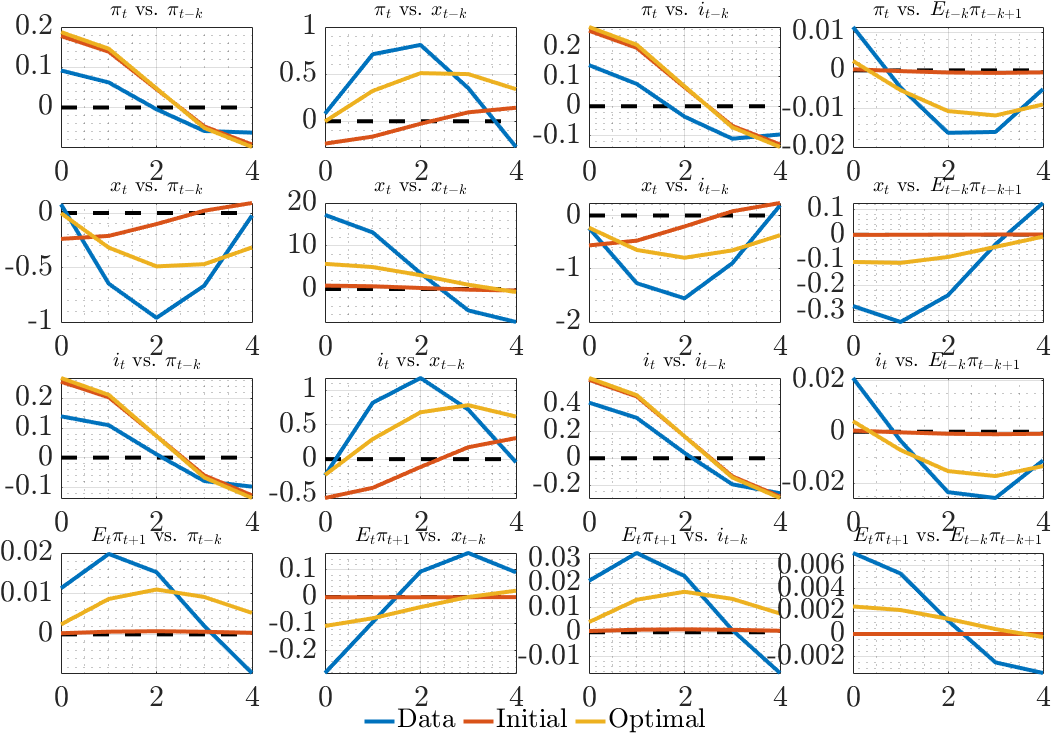 π_t vs. π_{t−k}
π_t vs. x_{t−k}
π_t vs. i_{t−k}
π_t vs. E_{t−k}π_{t−k+1}
0.2
0.1
0
0 2 4
1
0.5
0
0 2 4
0.2
0.1
0
-0.1
0 2 4
0.01
0
-0.01
-0.02
0 2 4
x_t vs. π_{t−k}
x_t vs. x_{t−k}
x_t vs. i_{t−k}
x_t vs. E_{t−k}π_{t−k+1}
0
-0.5
-1
0 2 4
20
10
0
0 2 4
0
-1
-2
0 2 4
0.1
0
-0.1
-0.2
-0.3
0 2 4
i_t vs. π_{t−k}
i_t vs. x_{t−k}
i_t vs. i_{t−k}
i_t vs. E_{t−k}π_{t−k+1}
0.2
0.1
0
-0.1
0 2 4
1
0.5
0
-0.5
0 2 4
0.4
0.2
0
-0.2
0 2 4
0.02
0
-0.02
0 2 4
E_tπ_{t+1} vs. π_{t−k}
E_tπ_{t+1} vs. x_{t−k}
E_tπ_{t+1} vs. i_{t−k}
E_tπ_{t+1} vs. E_{t−k}π_{t−k+1}
0.02
0.01
0
0 2 4
0.1
0
-0.1
-0.2
0 2 4
0.03
0.02
0.01
0
-0.01
0 2 4
0.006
0.004
0.002
0
-0.002
0 2 4
Data Initial Optimal